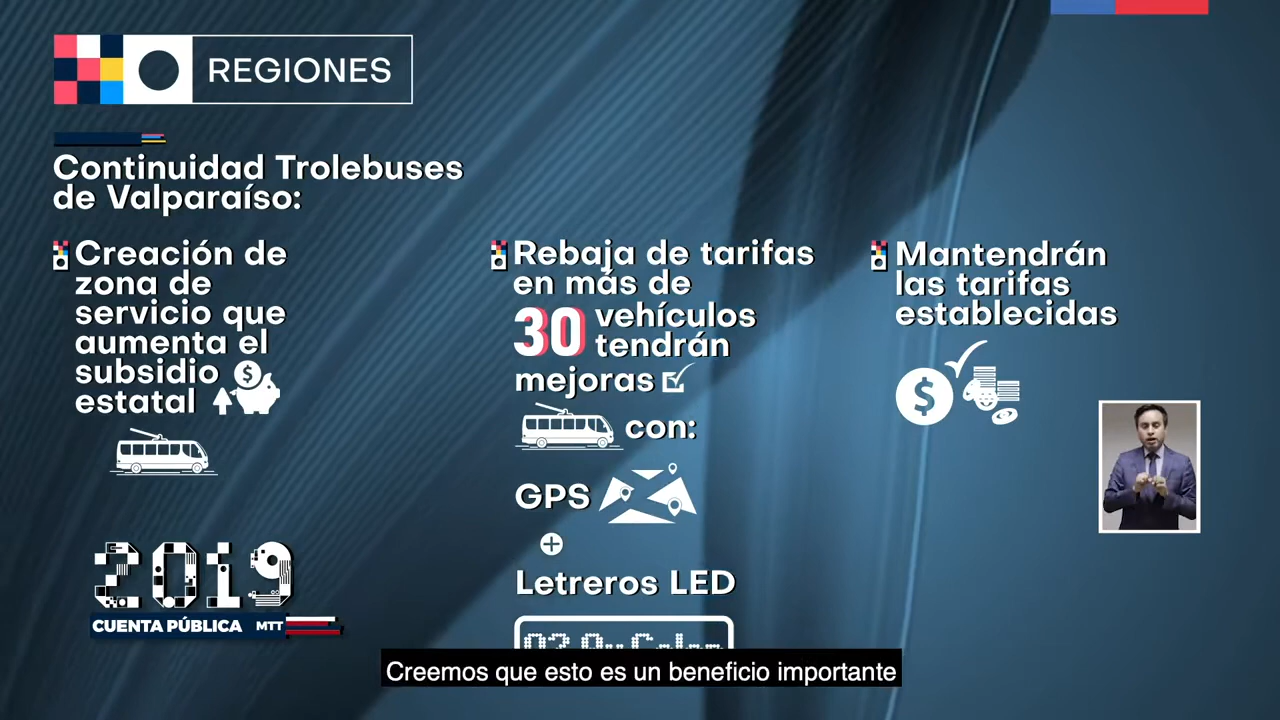 REGIONES
Continuidad Trolebuses
de Valparaíso:
Creación de
zona de
servicio que
aumenta el
subsidio
estatal
Rebaja de tarifas
en más de
30 vehículos
tendrán
mejoras
con:
GPS
+
Letreros LED
Mantendrán
las tarifas
establecidas
$
2019
CUENTA PÚBLICA MTT
Creemos que esto es un beneficio importante